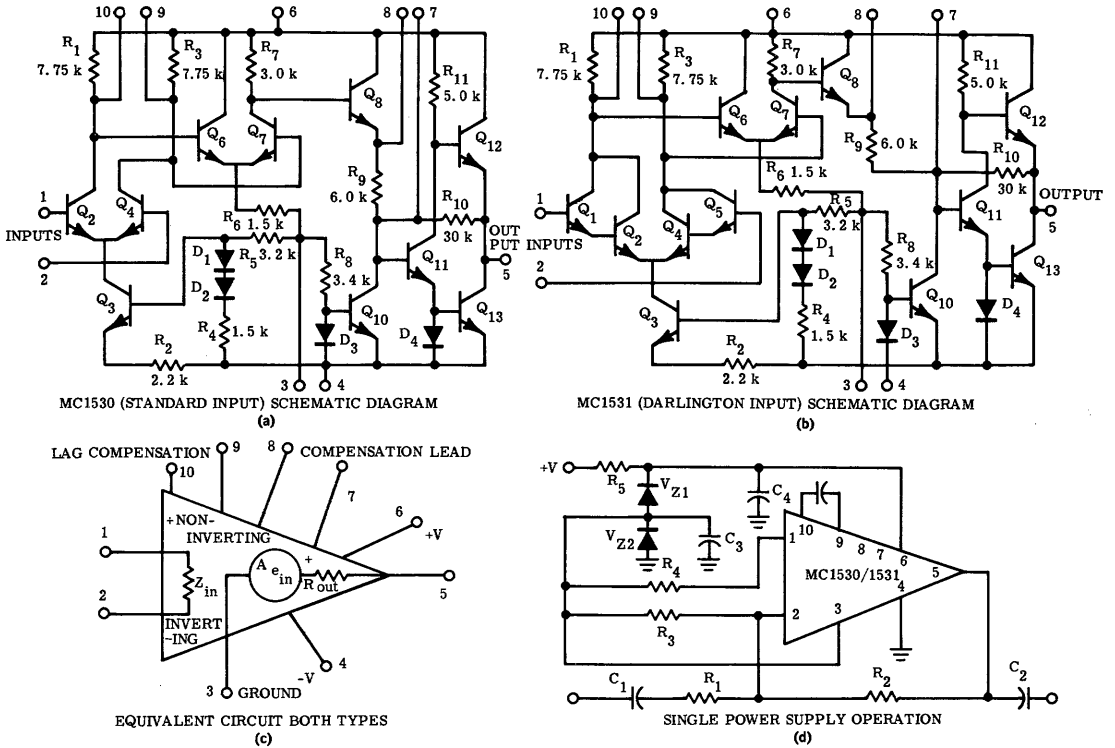 10 9 6 8 7
R1
7.75 k
R3
7.75 k
R7
3.0 k
R11
5.0 k
Q8
Q6
Q7
Q12
1
Q2
Q4
R9
6.0 k
R10
30 k
INPUTS
R6 1.5 k
OUT
PUT
2
R5
3.2 k
D1
D2
R8
3.4 k
Q11
5
Q3
R4
1.5 k
Q10
Q13
D3
D4
R2
2.2 k
3 4
MC1530 (STANDARD INPUT) SCHEMATIC DIAGRAM
(a)
10 9 6 8 7
R1
7.75 k
R3
7.75 k
R7
3.0 k
Q8
R11
5.0 k
Q6
Q7
Q12
R9
6.0 k
R10
30 k
R6 1.5 k
1
Q1
Q5
OUTPUT
INPUTS
Q2
Q4
R5
3.2 k
Q11
5
2
D1
D2
R8
3.4 k
Q13
Q3
R4
1.5 k
Q10
D3
D4
R2
2.2 k
3 4
MC1531 (DARLINGTON INPUT) SCHEMATIC DIAGRAM
(b)
LAG COMPENSATION
9
8
COMPENSATION LEAD
10
7
6
+V
+NON-
INVERTING
1
A ein
+
Zin
Rout
5
2
INVERT
-ING
4
-V
3 GROUND
EQUIVALENT CIRCUIT BOTH TYPES
(c)
+V
R5
VZ1
C4
VZ2
C3
10 9 8 7 6 5
1
MC1530/1531
4
R4
2
3
R3
C1
R1
R2
C2
SINGLE POWER SUPPLY OPERATION
(d)